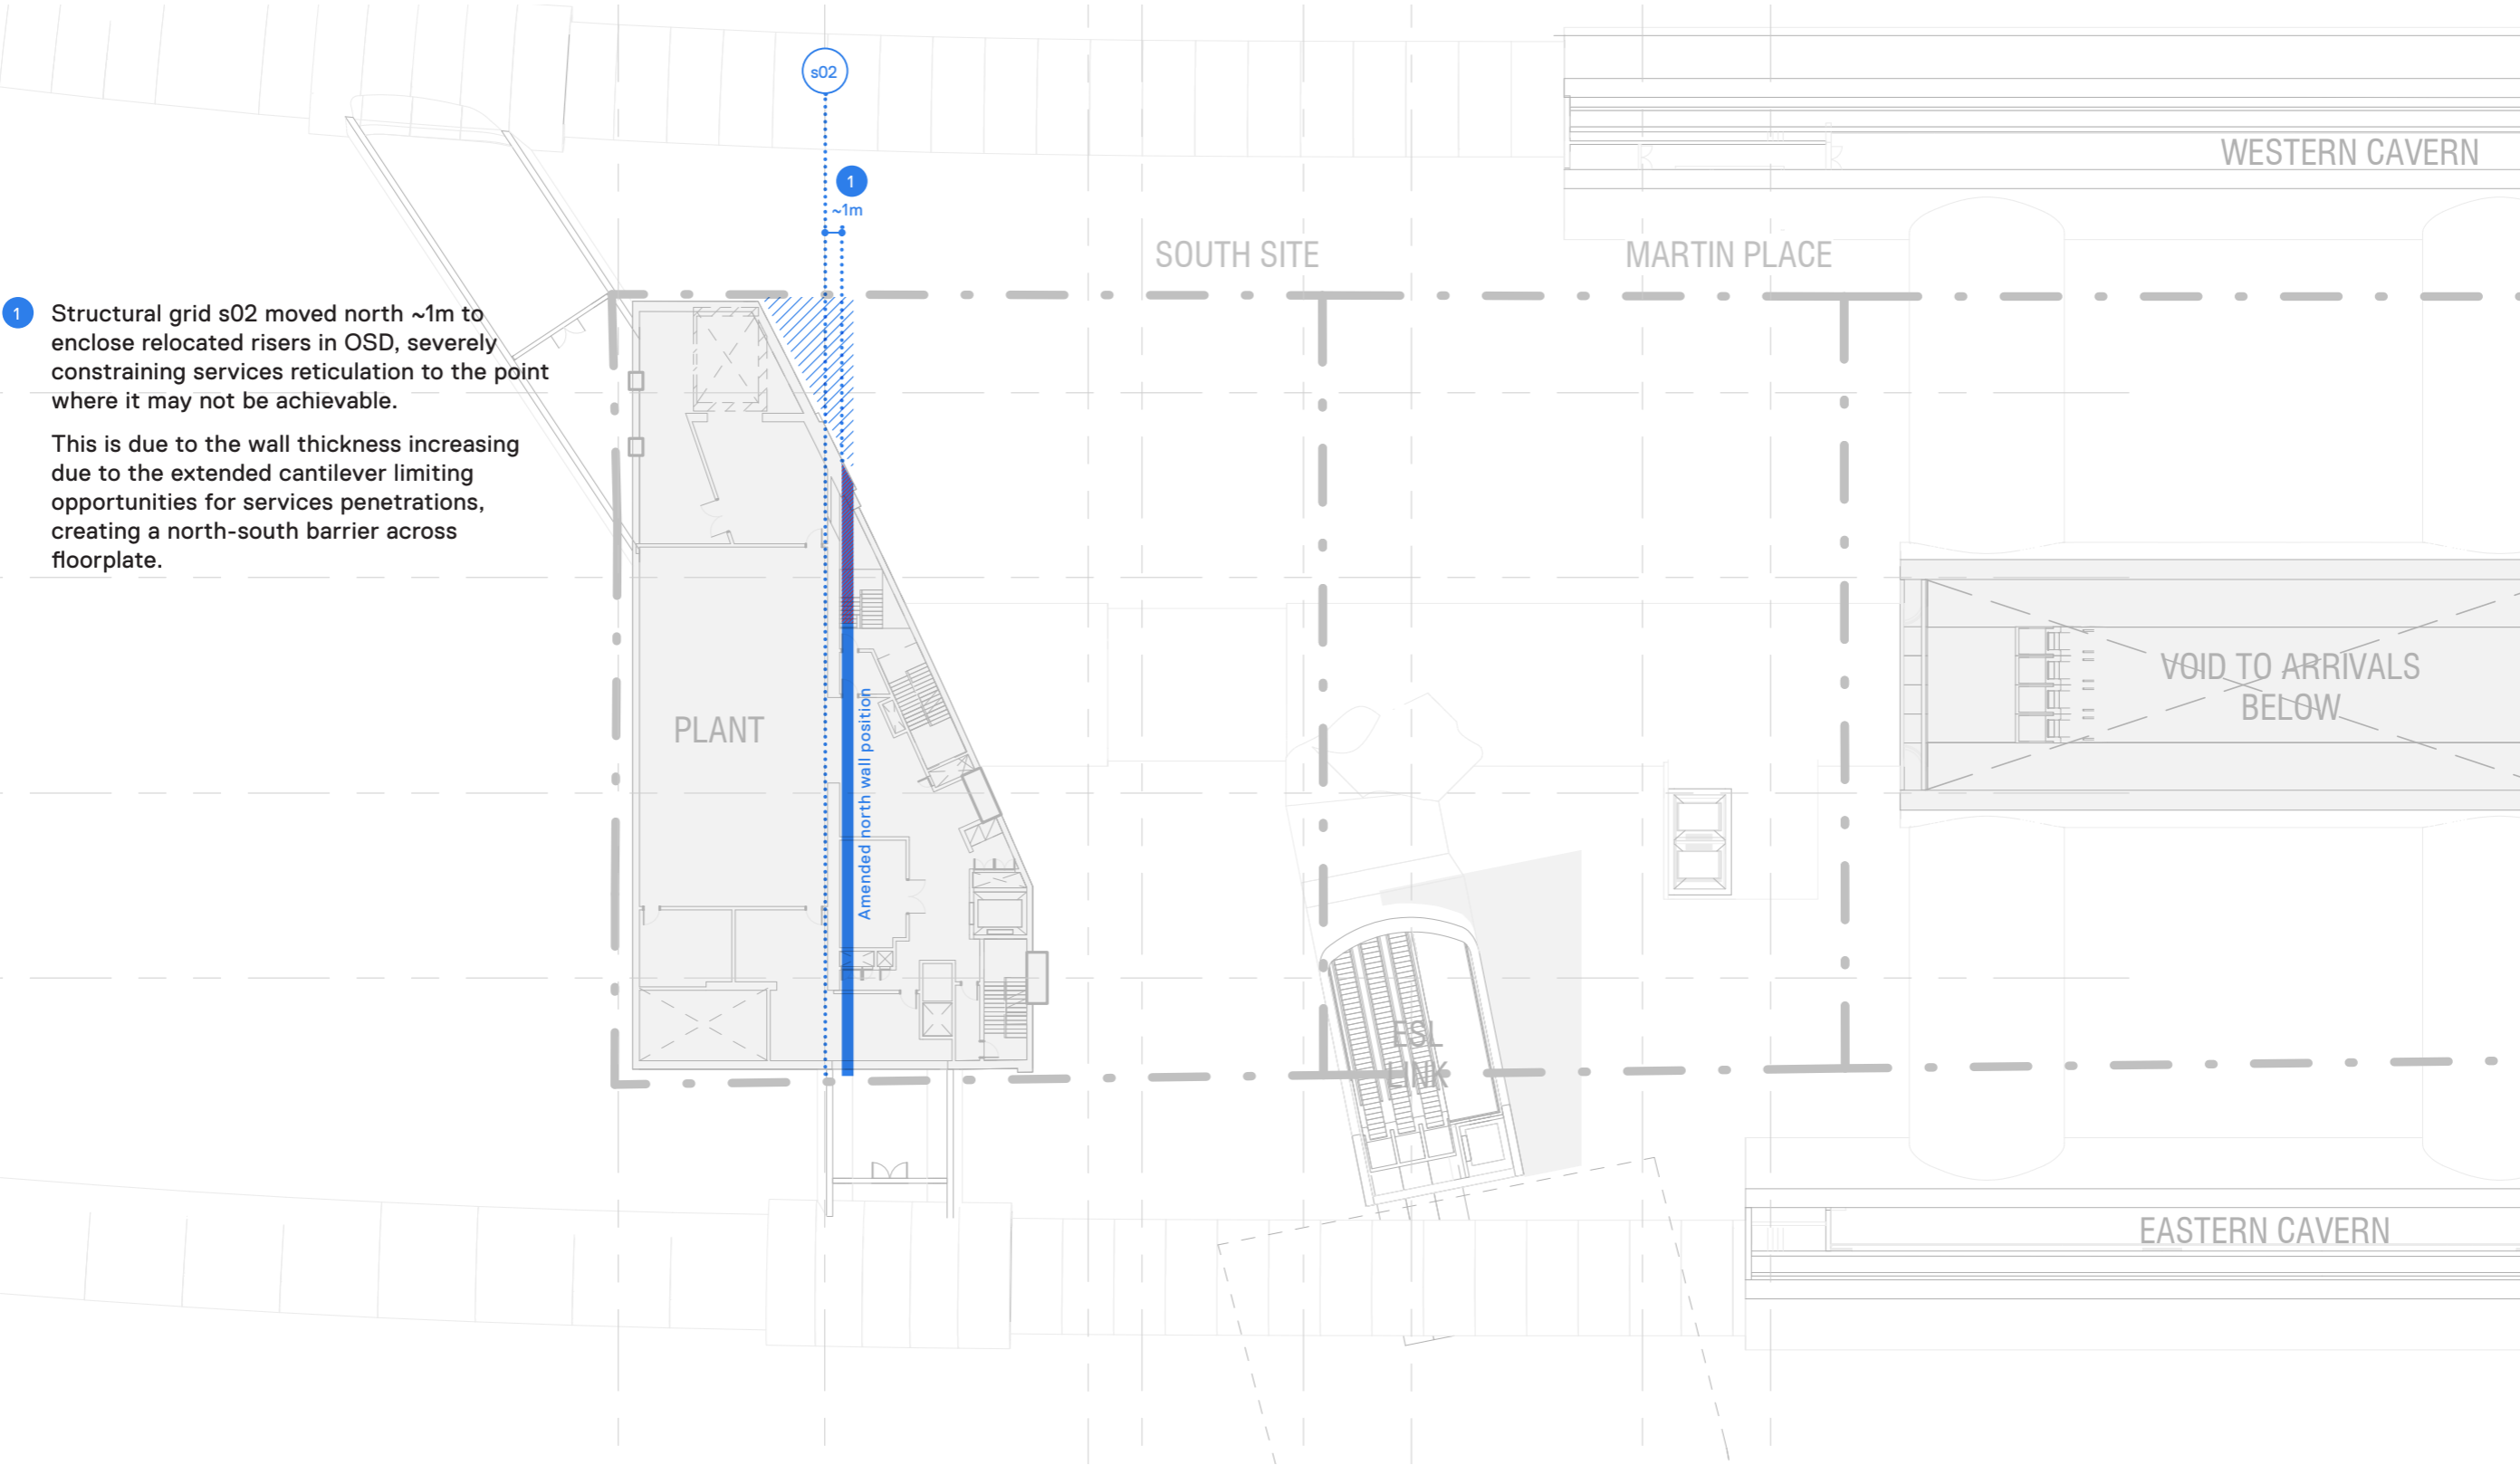 s02
1
~1m
WESTERN CAVERN
SOUTH SITE
MARTIN PLACE
1
Structural grid s02 moved north ~1m to
enclose relocated risers in OSD, severely
constraining services reticulation to the point
where it may not be achievable.
This is due to the wall thickness increasing
due to the extended cantilever limiting
opportunities for services penetrations,
creating a north-south barrier across
floorplate.
PLANT
Amended north wall position
VOID TO ARRIVALS
BELOW
ESL
LINK
EASTERN CAVERN